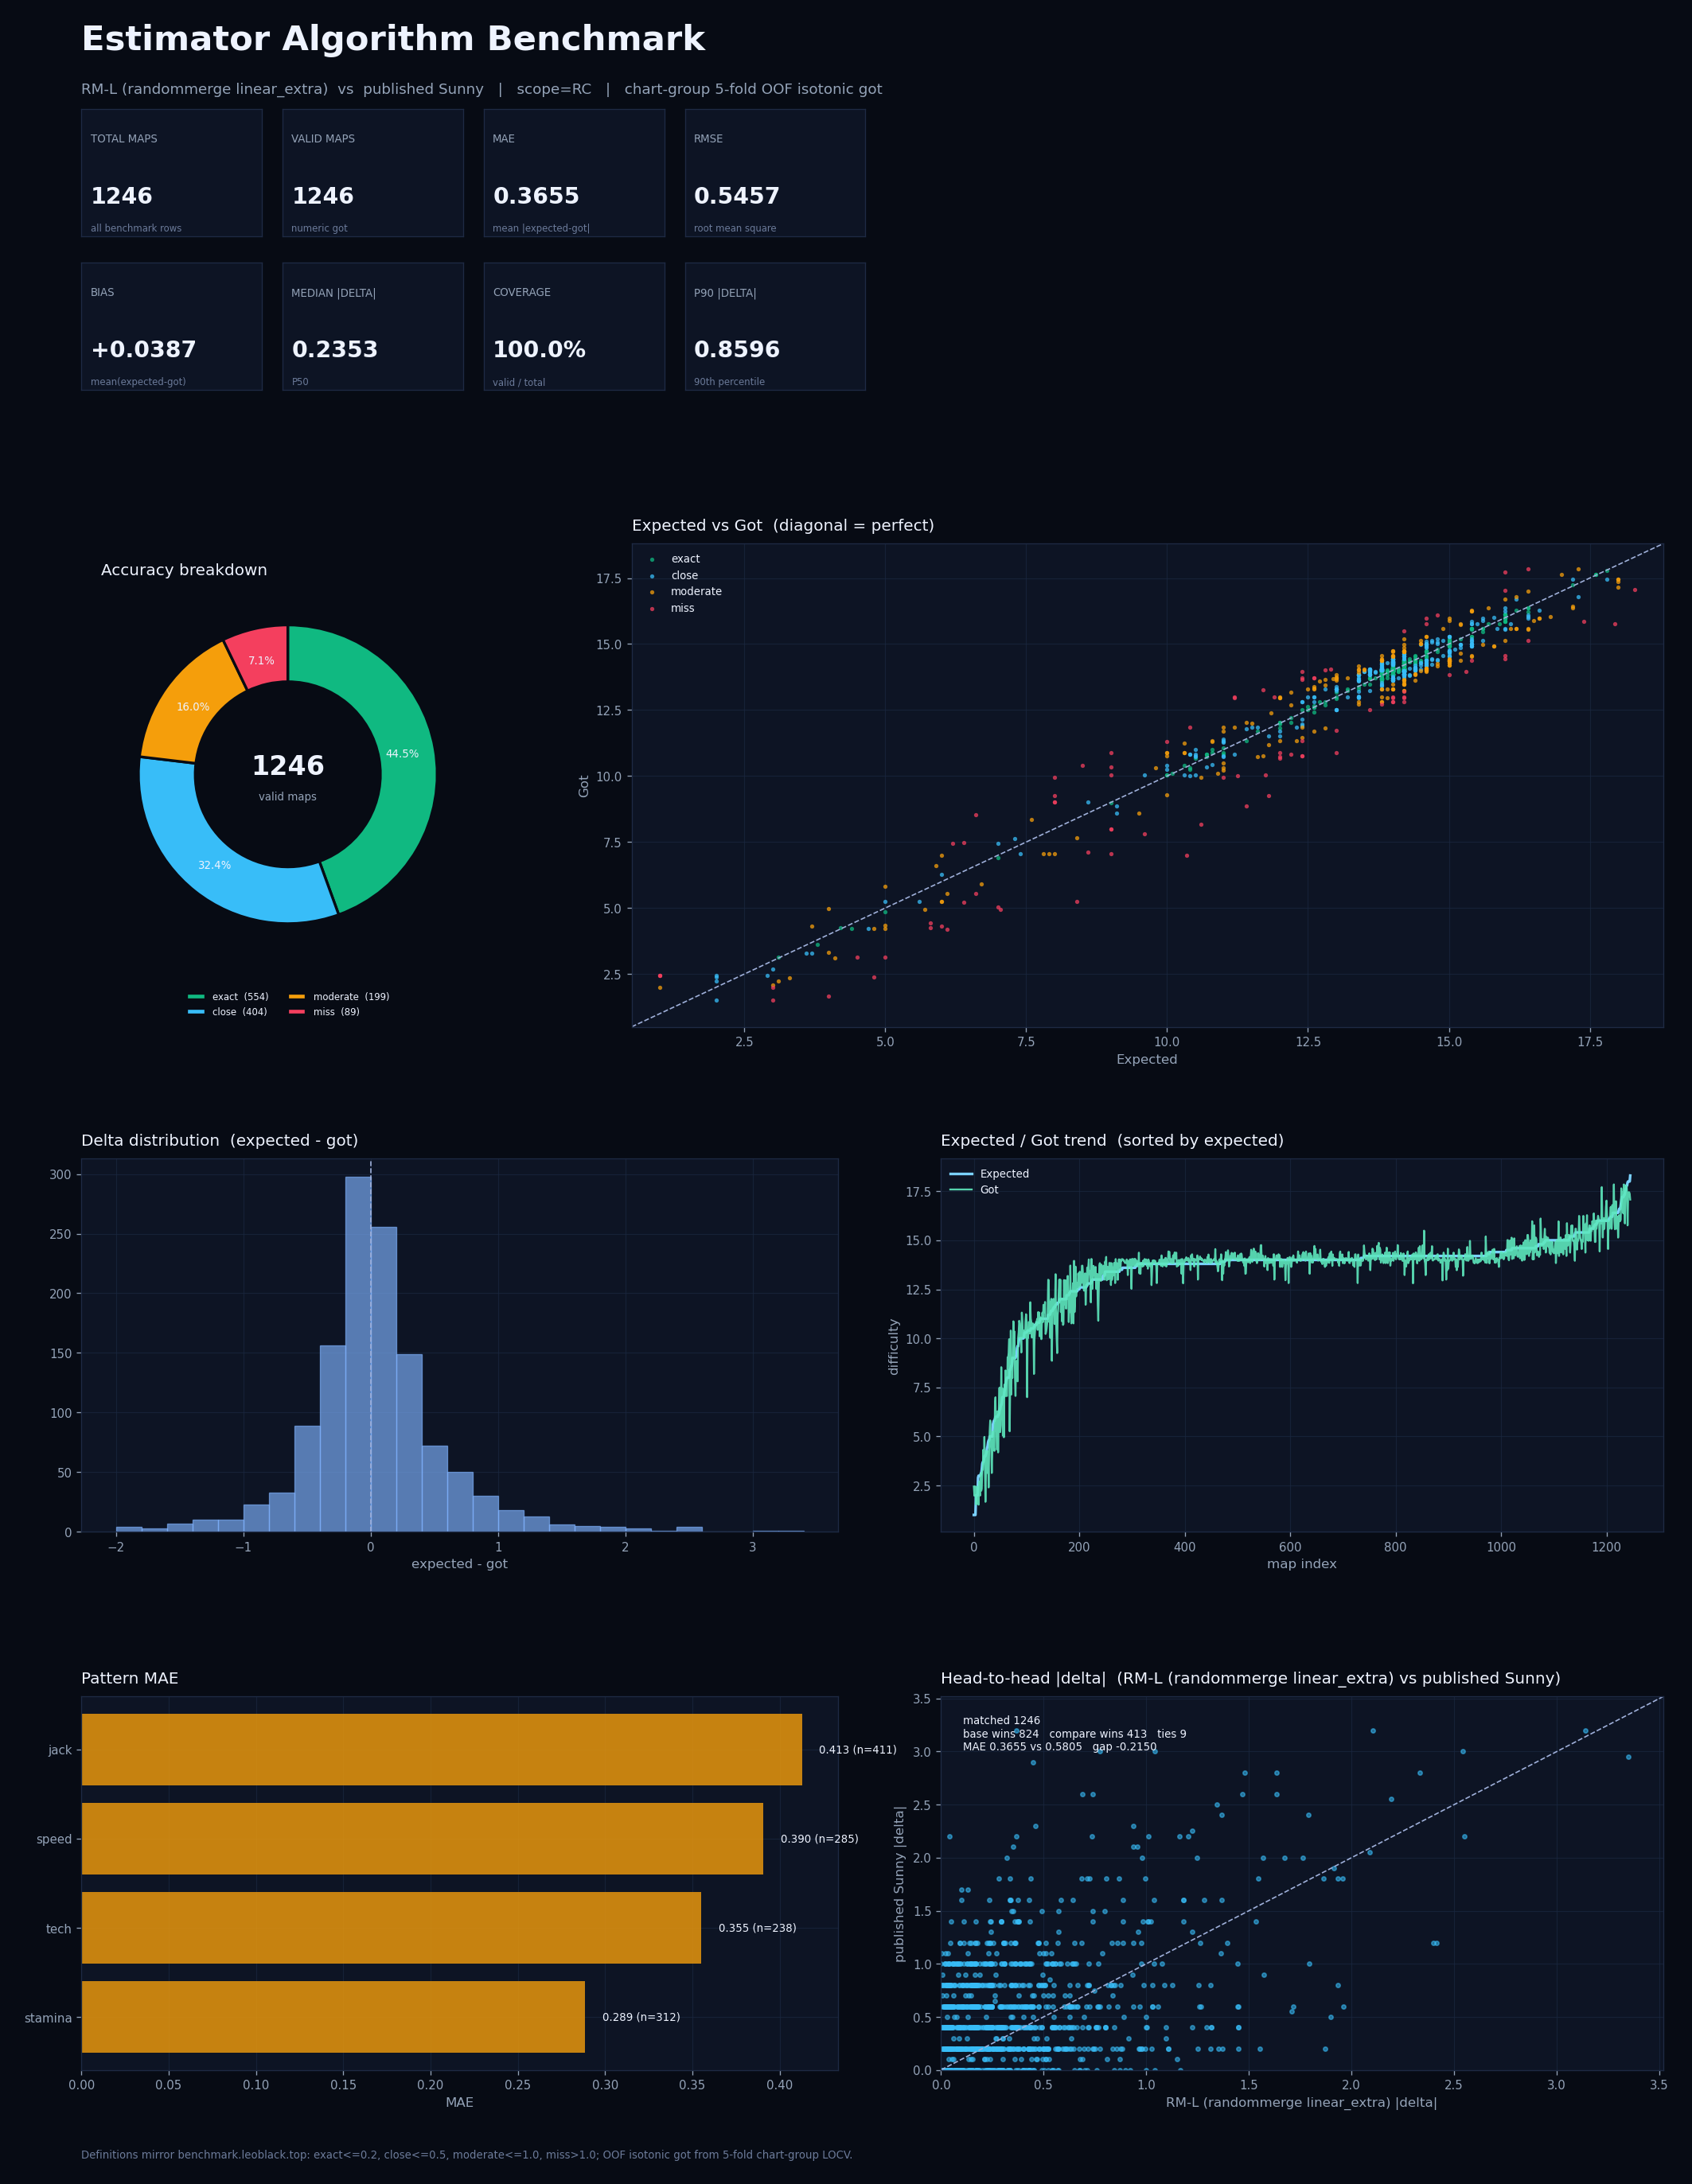 Estimator Algorithm Benchmark
RM-L (randommerge linear_extra)  vs  published Sunny   |   scope=RC   |   chart-group 5-fold OOF isotonic got
TOTAL MAPS
1246
all benchmark rows
VALID MAPS
1246
numeric got
MAE
0.3655
mean |expected-got|
RMSE
0.5457
root mean square
BIAS
+0.0387
mean(expected-got)
MEDIAN |DELTA|
0.2353
P50
COVERAGE
100.0%
valid / total
P90 |DELTA|
0.8596
90th percentile
Accuracy breakdown
7.1%
16.0%
44.5%
32.4%
1246
valid maps
exact  (554)
close  (404)
moderate  (199)
miss  (89)
Expected vs Got  (diagonal = perfect)
exact
close
moderate
miss
17.5
15.0
12.5
10.0
7.5
5.0
2.5
Got
2.5 5.0 7.5 10.0 12.5 15.0 17.5
Expected
Delta distribution  (expected - got)
300
250
200
150
100
50
0
−2 −1 0 1 2 3
expected - got
Expected / Got trend  (sorted by expected)
Expected
Got
17.5
15.0
12.5
10.0
7.5
5.0
2.5
difficulty
0 200 400 600 800 1000 1200
map index
Pattern MAE
jack
0.413 (n=411)
speed
0.390 (n=285)
tech
0.355 (n=238)
stamina
0.289 (n=312)
0.00 0.05 0.10 0.15 0.20 0.25 0.30 0.35 0.40
MAE
Head-to-head |delta|  (RM-L (randommerge linear_extra) vs published Sunny)
matched 1246
base wins 824   compare wins 413   ties 9
MAE 0.3655 vs 0.5805   gap -0.2150
3.5
3.0
2.5
2.0
1.5
1.0
0.5
0.0
published Sunny |delta|
0.0 0.5 1.0 1.5 2.0 2.5 3.0 3.5
RM-L (randommerge linear_extra) |delta|
Definitions mirror benchmark.leoblack.top: exact<=0.2, close<=0.5, moderate<=1.0, miss>1.0; OOF isotonic got from 5-fold chart-group LOCV.